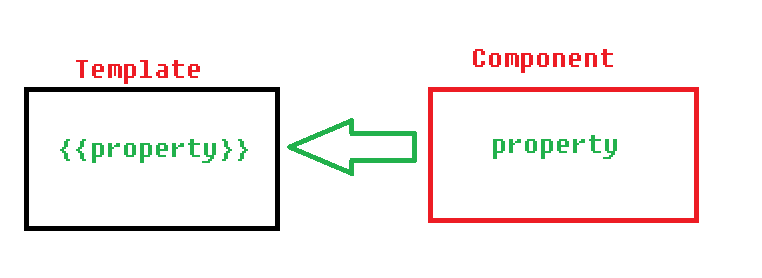 Template
Component
{{property}}
property